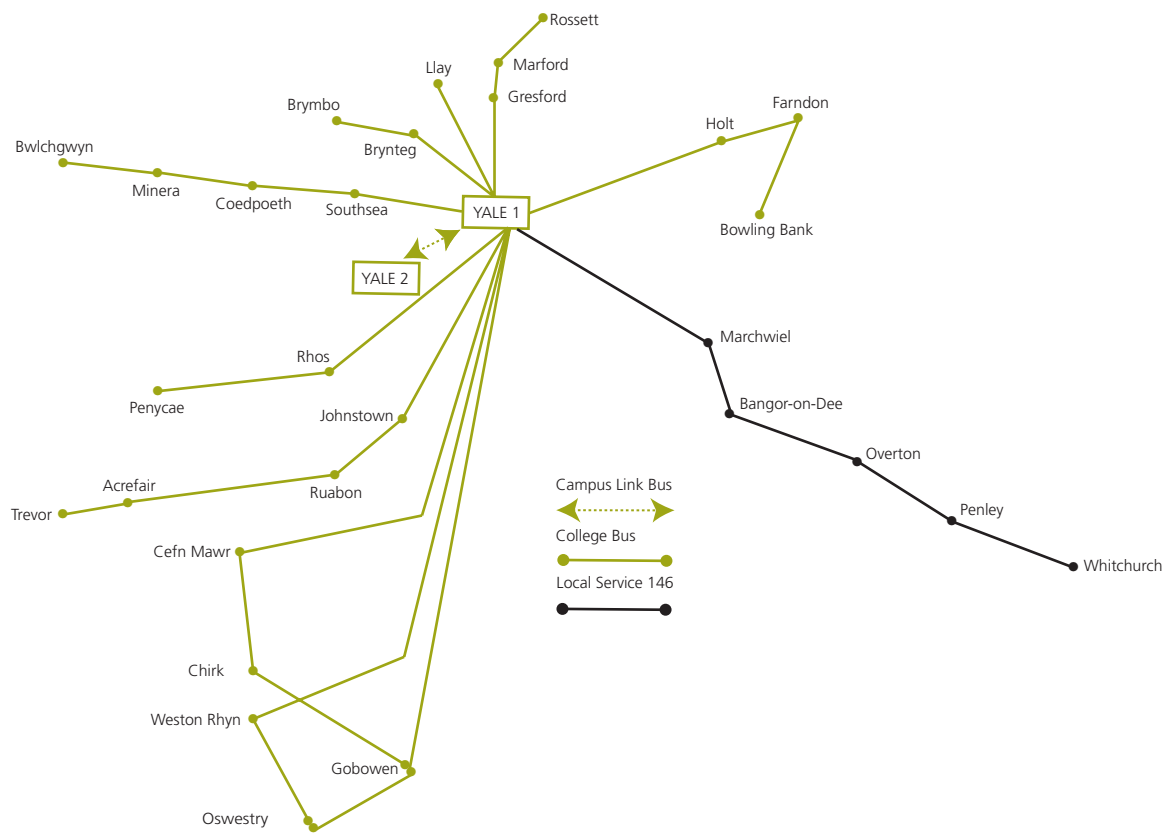 Rossett
Marford
Llay
Gresford
Brymbo
Farndon
Holt
Brynteg
Bwlchgwyn
Minera
Coedpoeth
Southsea
YALE 1
Bowling Bank
YALE 2
Marchwiel
Rhos
Penycae
Bangor-on-Dee
Johnstown
Overton
Acrefair
Ruabon
Trevor
Campus Link Bus
Penley
College Bus
Cefn Mawr
Whitchurch
Local Service 146
Chirk
Weston Rhyn
Gobowen
Oswestry